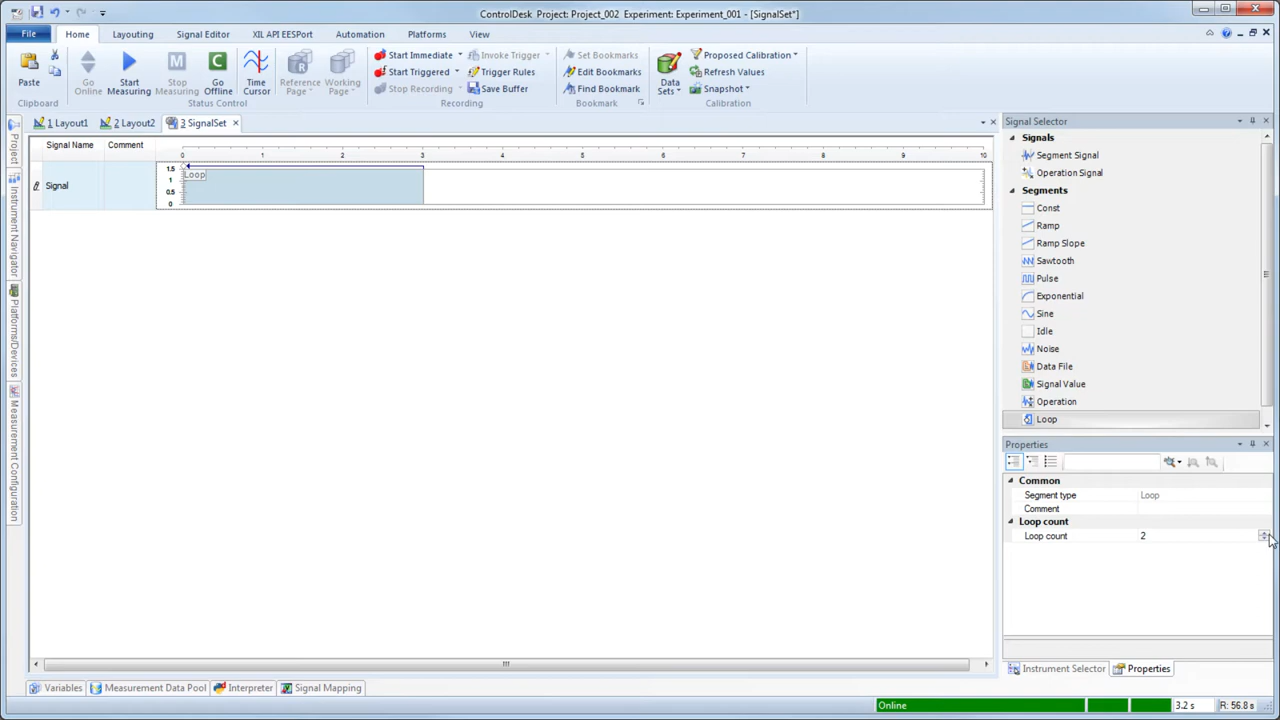 ControlDesk Project: Project_002 Experiment: Experiment_001 - [SignalSet*]
File Home Layouting Signal Editor XIL API EESPort Automation Platforms View
Paste
Go Online
Start Measuring
Stop Measuring
Go Offline
Time Cursor
Reference Page
Working Page
Start Immediate
Start Triggered
Stop Recording
Invoke Trigger
Trigger Rules
Save Buffer
Set Bookmarks
Edit Bookmarks
Find Bookmark
Data Sets
Proposed Calibration
Refresh Values
Snapshot
Clipboard Status Control Recording Bookmark Calibration
1 Layout1 2 Layout2 3 SignalSet
Project
Instrument Navigator
Platforms/Devices
Measurement Configuration
Signal Name Comment
0 1 2 3 4 5 6 7 8 9 10
Signal
1.5
1
0.5
0
Loop
Signal Selector
Signals
Segment Signal
Operation Signal
Segments
Const
Ramp
Ramp Slope
Sawtooth
Pulse
Exponential
Sine
Idle
Noise
Data File
Signal Value
Operation
Loop
Properties
Common
Segment type Loop
Comment
Loop count
Loop count 2
Instrument Selector Properties
Variables Measurement Data Pool Interpreter Signal Mapping
Online 3.2 s R: 56.8 s